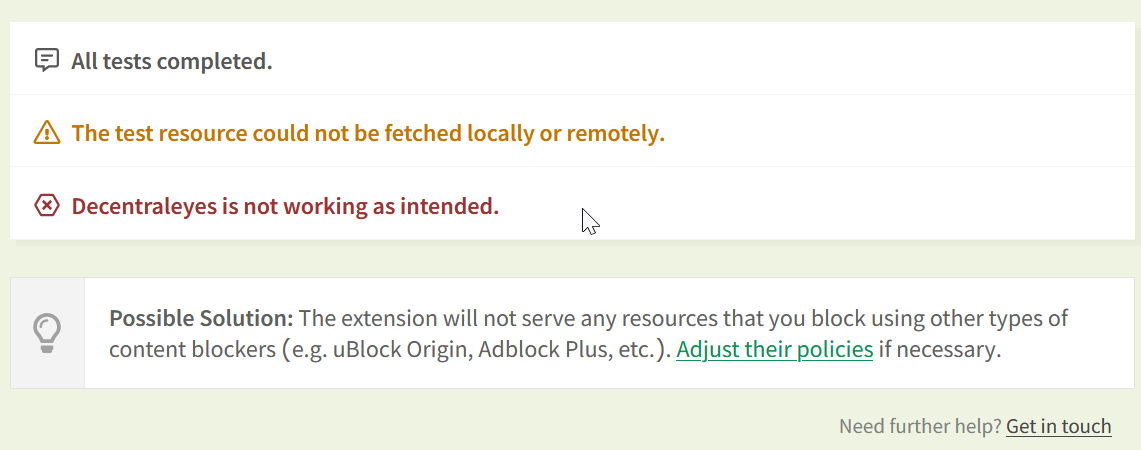 All tests completed.
The test resource could not be fetched locally or remotely.
Decentraleyes is not working as intended.
Possible Solution: The extension will not serve any resources that you block using other types of
content blockers (e.g. uBlock Origin, Adblock Plus, etc.). Adjust their policies if necessary.
Need further help? Get in touch